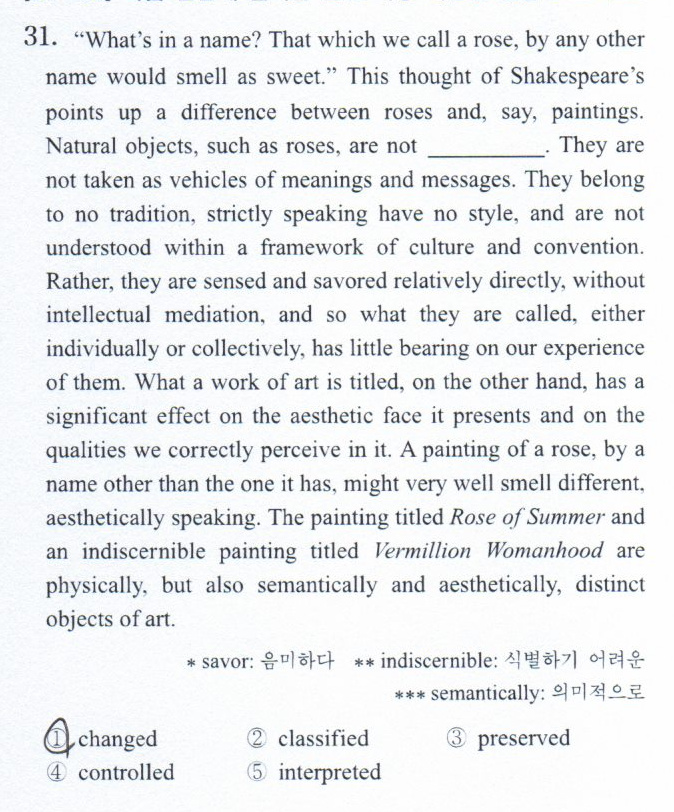 31. “What’s in a name? That which we call a rose, by any other
name would smell as sweet.” This thought of Shakespeare’s
points up a difference between roses and, say, paintings.
Natural objects, such as roses, are not __________. They are
not taken as vehicles of meanings and messages. They belong
to no tradition, strictly speaking have no style, and are not
understood within a framework of culture and convention.
Rather, they are sensed and savored relatively directly, without
intellectual mediation, and so what they are called, either
individually or collectively, has little bearing on our experience
of them. What a work of art is titled, on the other hand, has a
significant effect on the aesthetic face it presents and on the
qualities we correctly perceive in it. A painting of a rose, by a
name other than the one it has, might very well smell different,
aesthetically speaking. The painting titled Rose of Summer and
an indiscernible painting titled Vermillion Womanhood are
physically, but also semantically and aesthetically, distinct
objects of art.
* savor: 음미하다 ** indiscernible: 식별하기 어려운
*** semantically: 의미적으로
① changed ② classified ③ preserved
④ controlled ⑤ interpreted